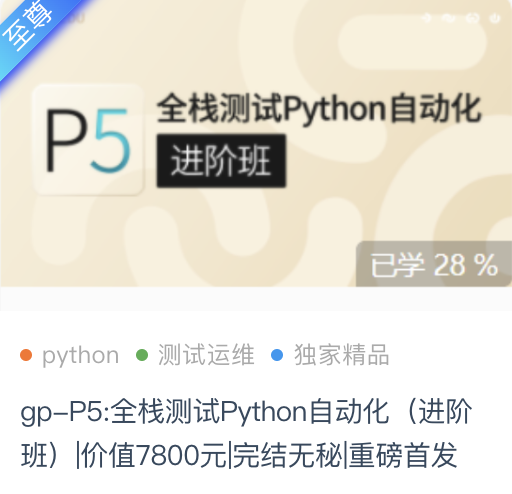 至尊
P5
全栈测试Python自动化
进阶班
已学 28 %
python 测试运维 独家精品
gp-P5:全栈测试Python自动化（进阶
班）|价值7800元|完结无秘|重磅首发